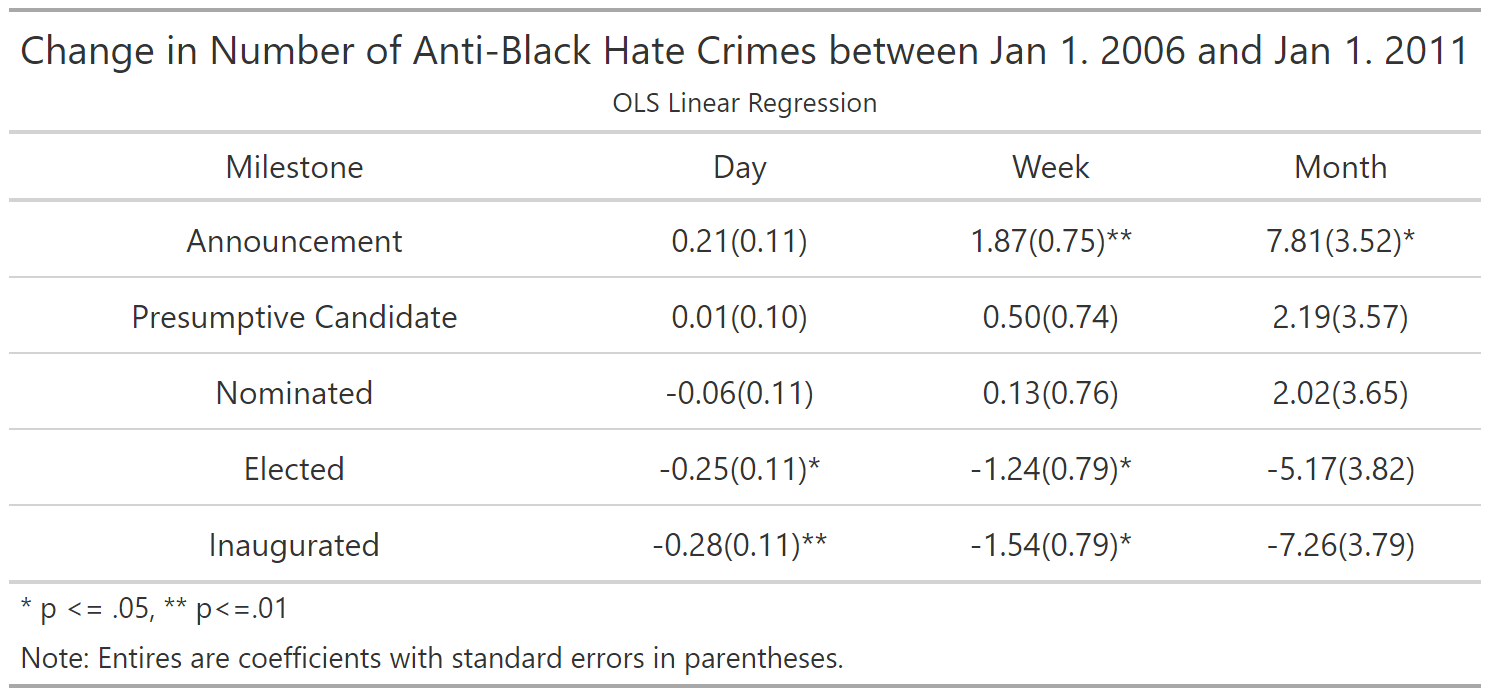 Change in Number of Anti-Black Hate Crimes between Jan 1. 2006 and Jan 1. 2011
OLS Linear Regression
Milestone Day Week Month
Announcement 0.21(0.11) 1.87(0.75)** 7.81(3.52)*
Presumptive Candidate 0.01(0.10) 0.50(0.74) 2.19(3.57)
Nominated -0.06(0.11) 0.13(0.76) 2.02(3.65)
Elected -0.25(0.11)* -1.24(0.79)* -5.17(3.82)
Inaugurated -0.28(0.11)** -1.54(0.79)* -7.26(3.79)
* p <= .05, ** p<=.01
Note: Entires are coefficients with standard errors in parentheses.